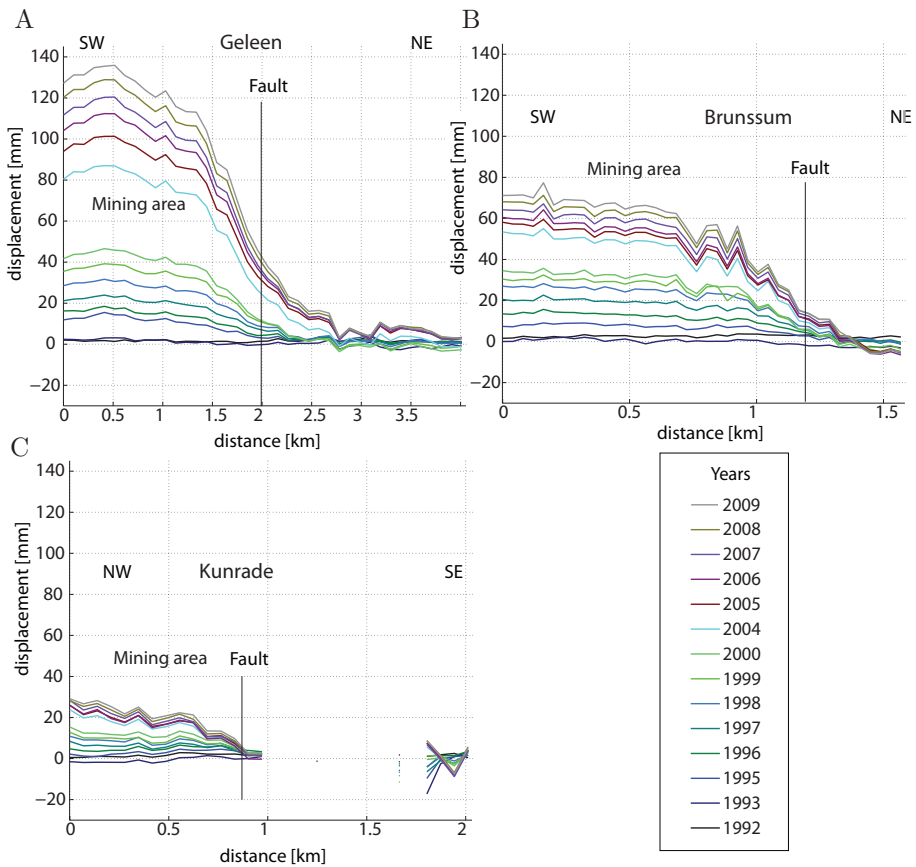 A
SW Geleen NE
Fault
Mining area
displacement [mm]
140
120
100
80
60
40
20
0
−20
0 0.5 1 1.5 2 2.5 3 3.5
distance [km]
B
SW Brunssum NE
Mining area Fault
displacement [mm]
140
120
100
80
60
40
20
0
−20
0 0.5 1 1.5
distance [km]
C
NW Kunrade SE
Mining area Fault
displacement [mm]
140
120
100
80
60
40
20
0
−20
0 0.5 1 1.5 2
distance [km]
Years
2009
2008
2007
2006
2005
2004
2000
1999
1998
1997
1996
1995
1993
1992